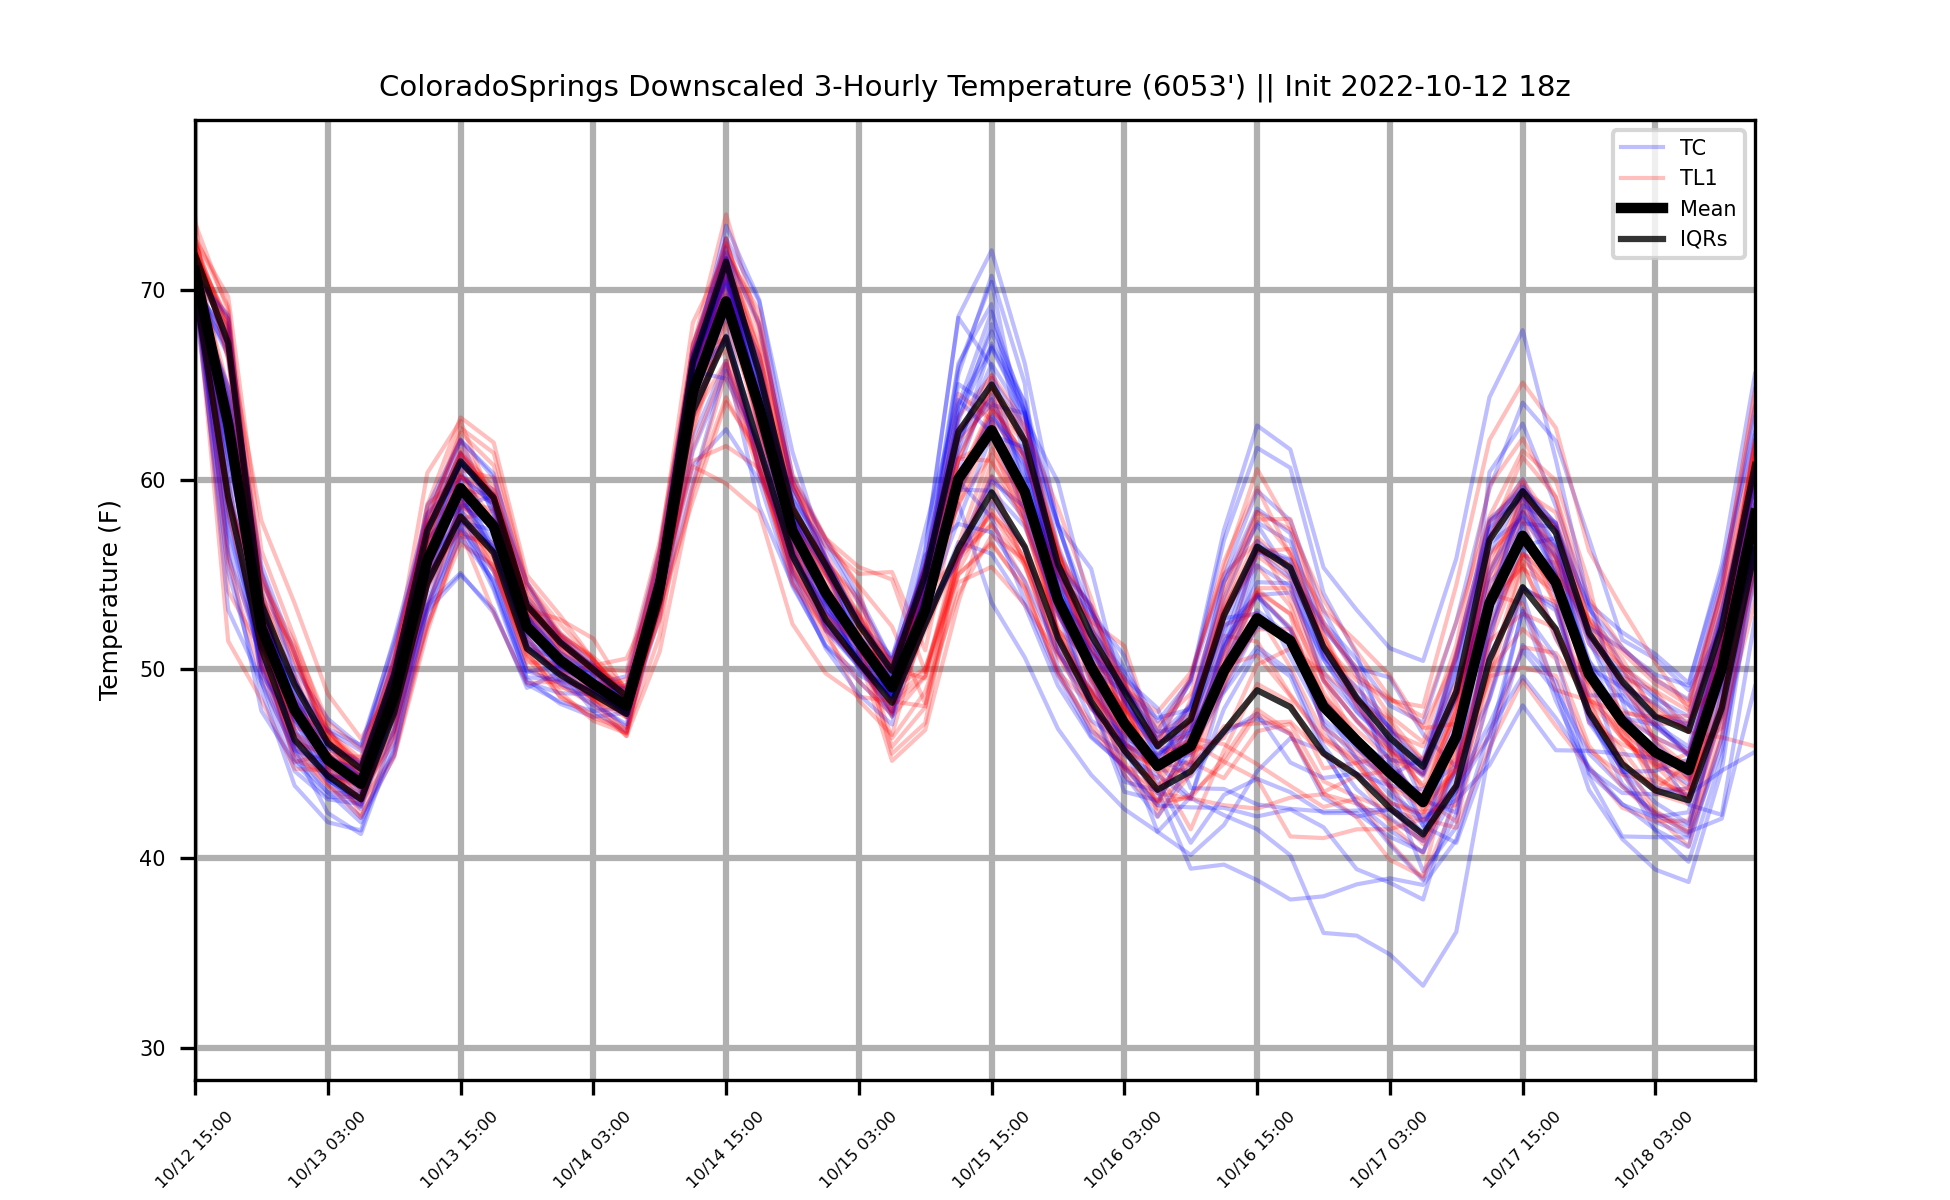 ColoradoSprings Downscaled 3-Hourly Temperature (6053') || Init 2022-10-12 18z
TC
TL1
Mean
IQRs
Temperature (F)
70
60
50
40
30
10/12 15:00
10/13 03:00
10/13 15:00
10/14 03:00
10/14 15:00
10/15 03:00
10/15 15:00
10/16 03:00
10/16 15:00
10/17 03:00
10/17 15:00
10/18 03:00